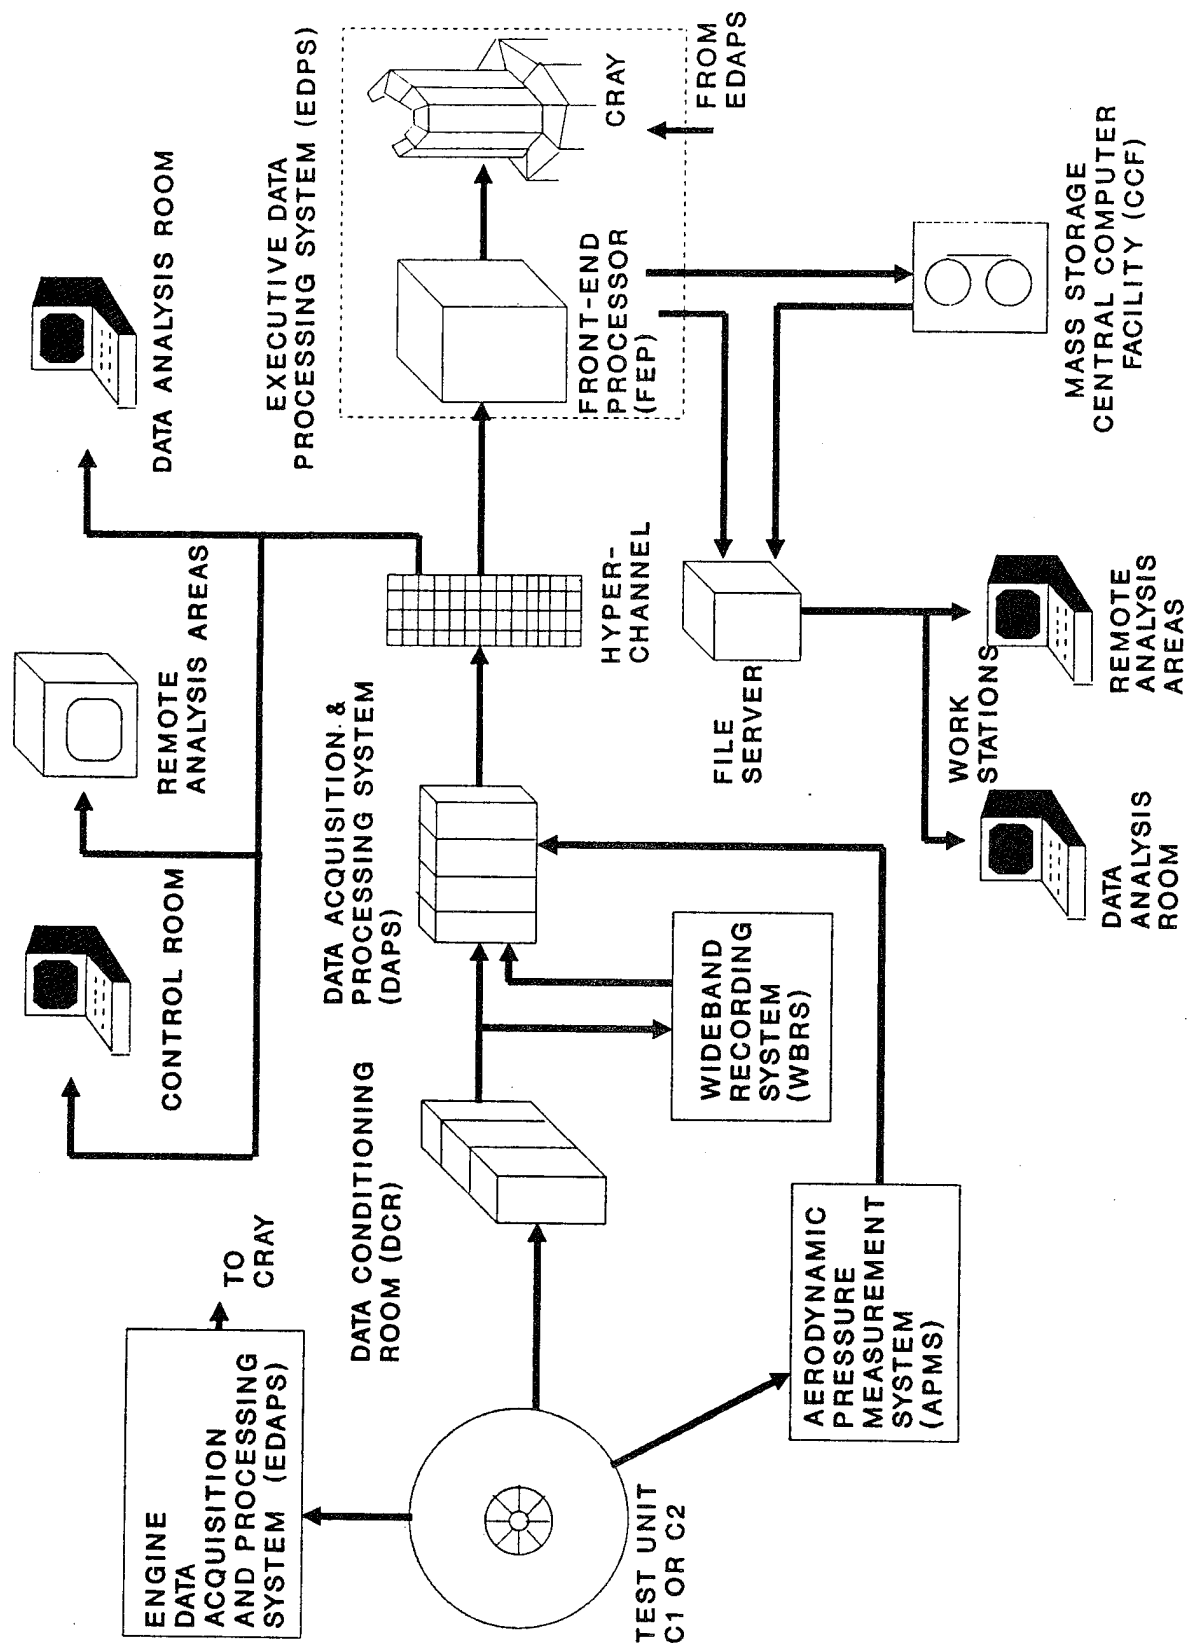 ENGINE
DATA
ACQUISITION
AND PROCESSING
SYSTEM (EDAPS)
TO
CRAY
CONTROL ROOM
REMOTE
ANALYSIS AREAS
DATA ANALYSIS ROOM
TEST UNIT
C1 OR C2
DATA CONDITIONING
ROOM (DCR)
DATA ACQUISITION &
PROCESSING SYSTEM
(DAPS)
HYPER-
CHANNEL
EXECUTIVE DATA
PROCESSING SYSTEM (EDPS)
FRONT-END
PROCESSOR
(FEP)
CRAY
FROM
EDAPS
AERODYNAMIC
PRESSURE
MEASUREMENT
SYSTEM
(APMS)
WIDEBAND
RECORDING
SYSTEM
(WBRS)
FILE
SERVER
WORK
STATIONS
DATA
ANALYSIS
ROOM
REMOTE
ANALYSIS
AREAS
MASS STORAGE
CENTRAL COMPUTER
FACILITY (CCF)